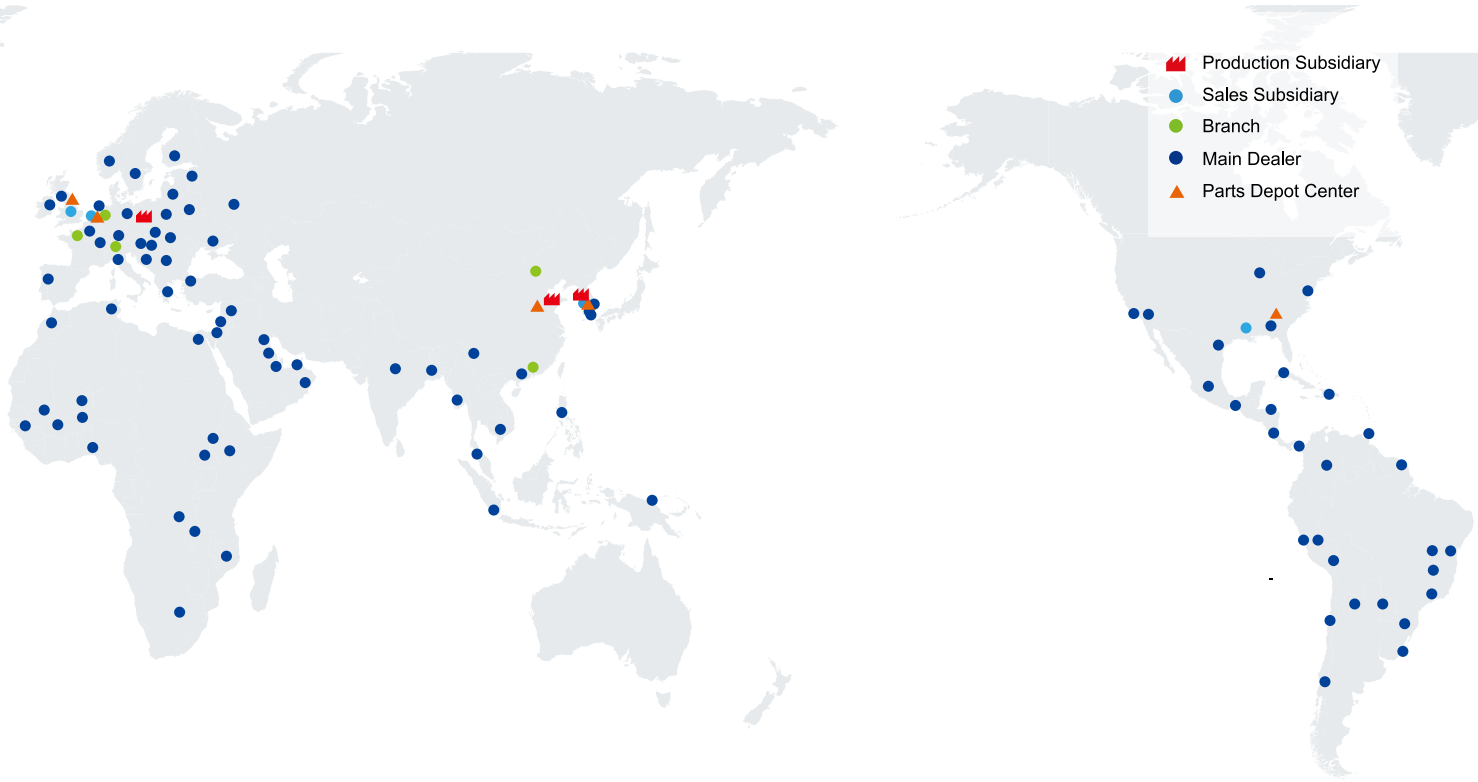 Production Subsidiary
Sales Subsidiary
Branch
Main Dealer
Parts Depot Center
-